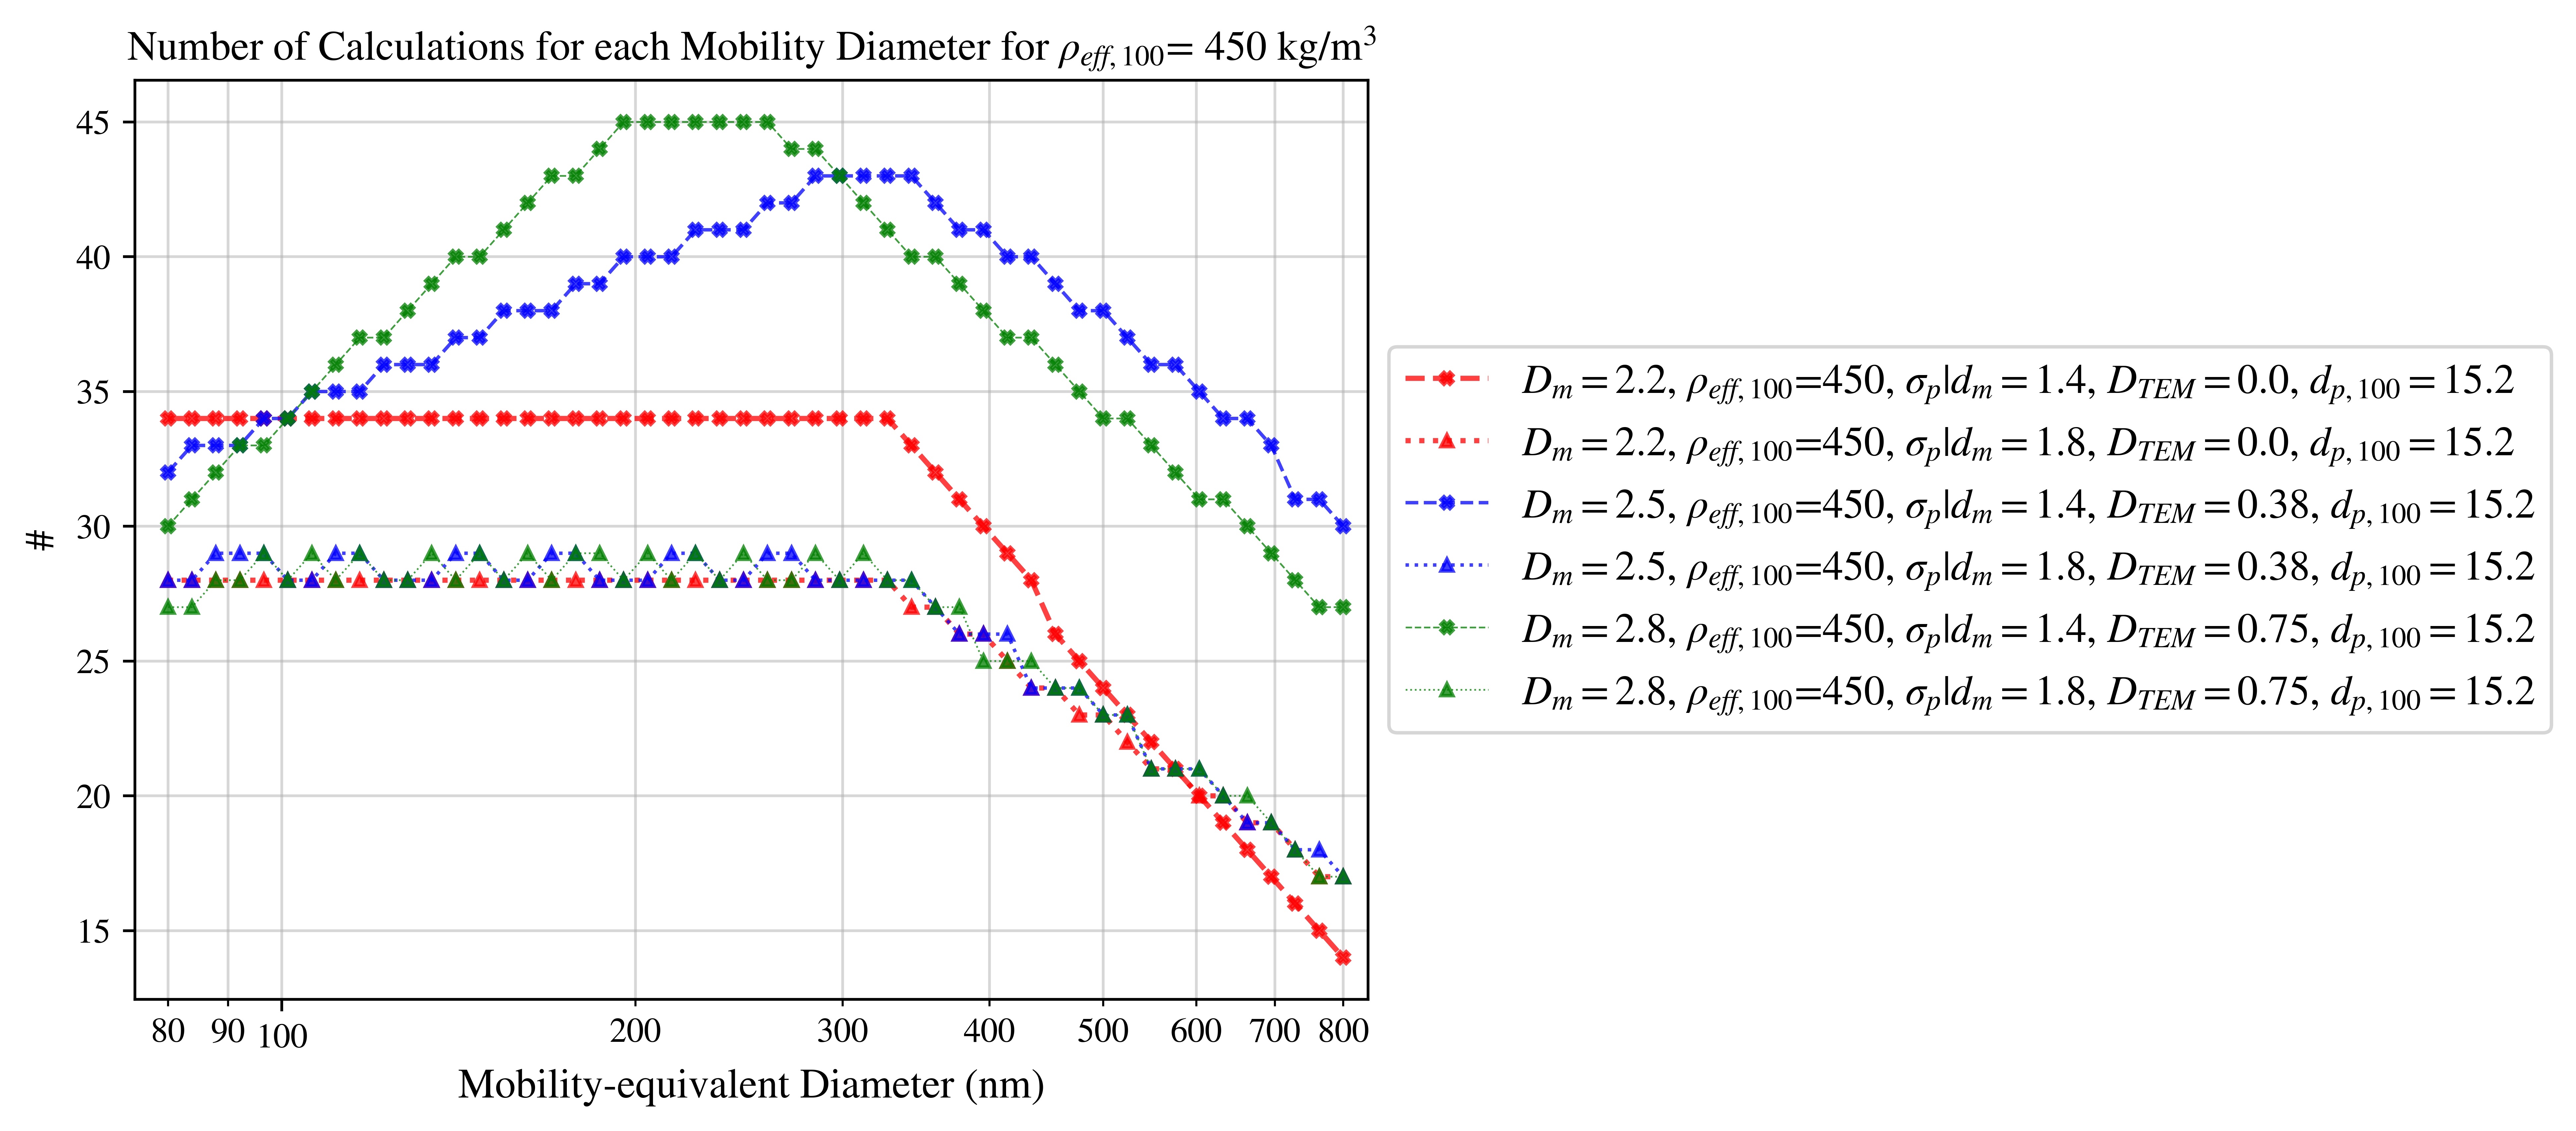 Number of Calculations for each Mobility Diameter for ρeff,100= 450 kg/m³
45
40
35
30
25
20
15
#
80 90 100 200 300 400 500 600 700 800
Mobility-equivalent Diameter (nm)
Dm = 2.2, ρeff,100=450, σp|dm = 1.4, DTEM = 0.0, dp,100 = 15.2
Dm = 2.2, ρeff,100=450, σp|dm = 1.8, DTEM = 0.0, dp,100 = 15.2
Dm = 2.5, ρeff,100=450, σp|dm = 1.4, DTEM = 0.38, dp,100 = 15.2
Dm = 2.5, ρeff,100=450, σp|dm = 1.8, DTEM = 0.38, dp,100 = 15.2
Dm = 2.8, ρeff,100=450, σp|dm = 1.4, DTEM = 0.75, dp,100 = 15.2
Dm = 2.8, ρeff,100=450, σp|dm = 1.8, DTEM = 0.75, dp,100 = 15.2